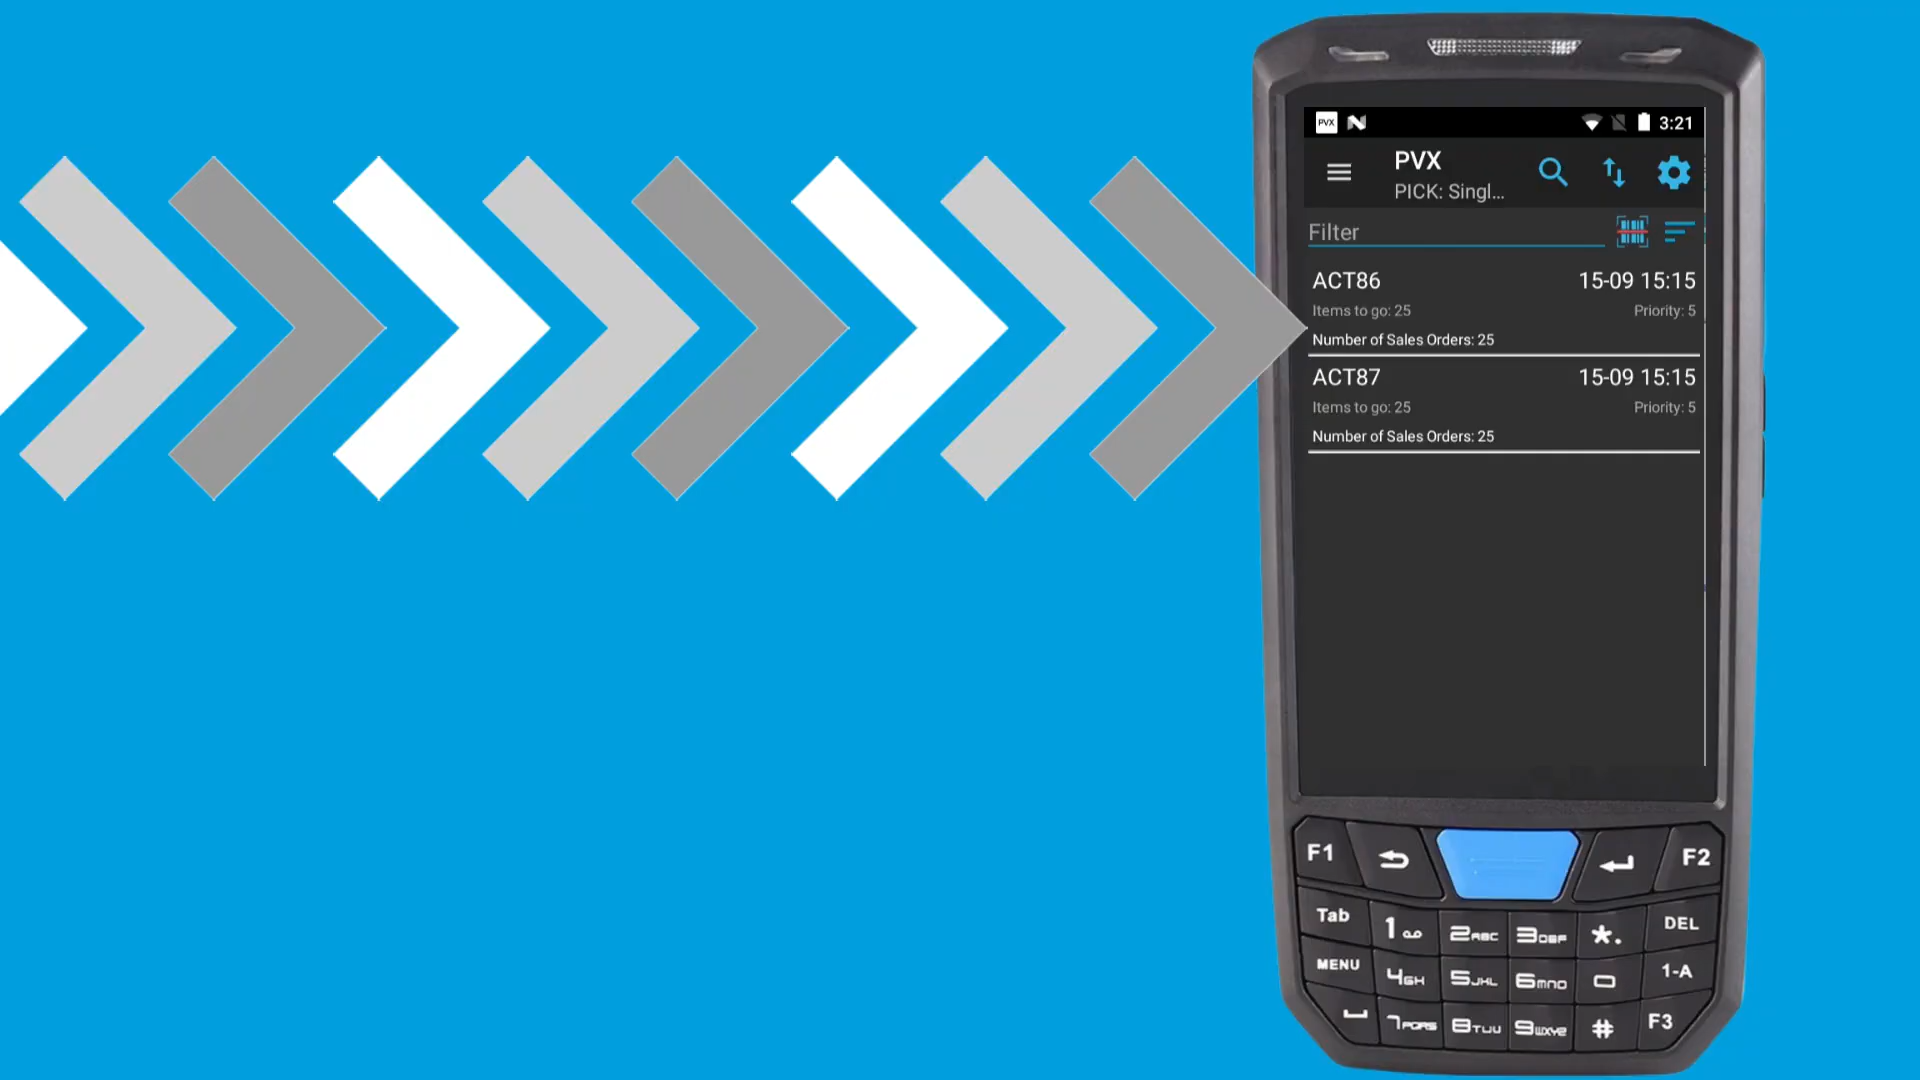 PVX
3:21
PVX
PICK: Singl...
Filter
ACT86 15-09 15:15
Items to go: 25 Priority: 5
Number of Sales Orders: 25
ACT87 15-09 15:15
Items to go: 25 Priority: 5
Number of Sales Orders: 25
F1 F2
Tab 1 2ABC 3DEF *. DEL
MENU 4GH 5JKL 6MNO 0 1-A
7PQRS 8TUV 9WXYZ # F3